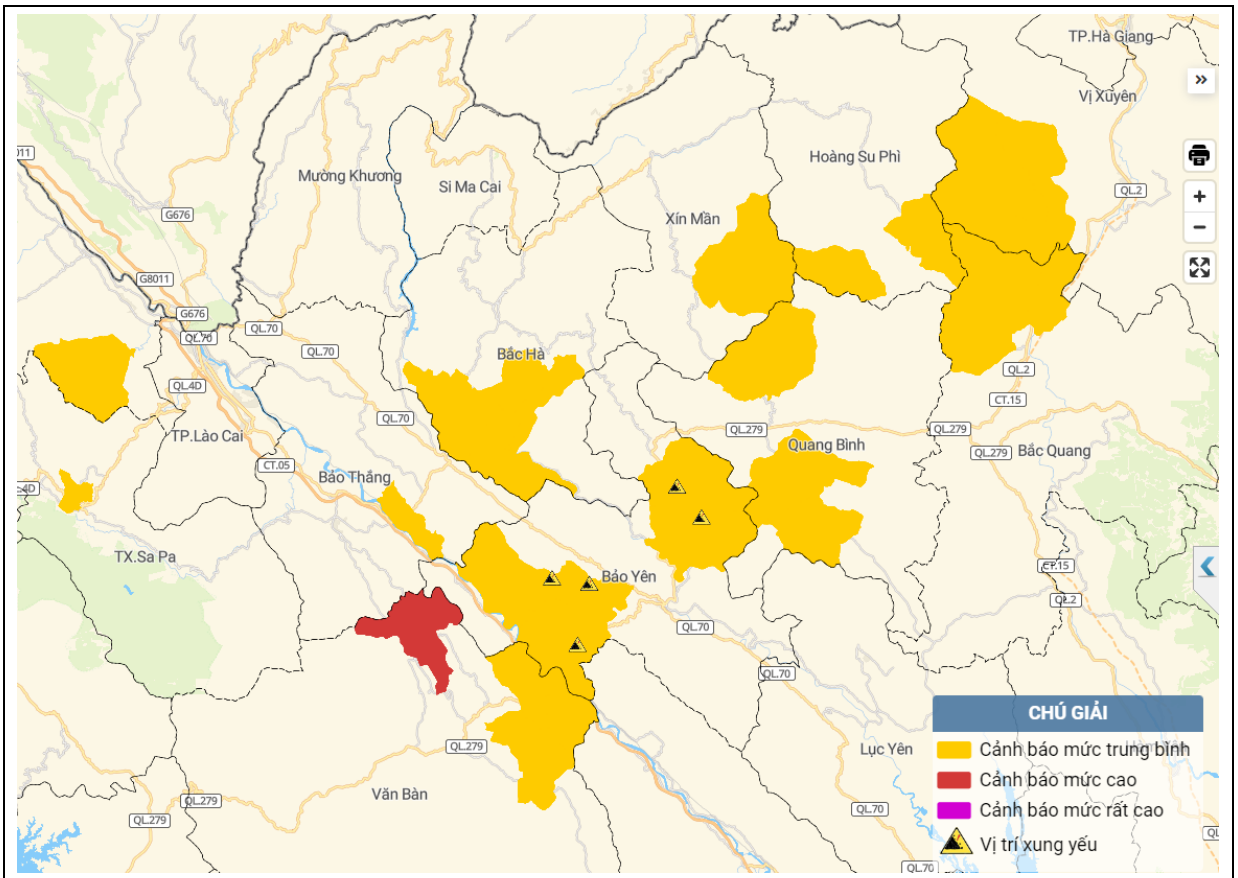 TP.Hà Giang
»
Vị Xuyên
Hoàng Su Phì
Mường Khương
Si Ma Cai
QL.2
Xín Mần
G676
+
−
G8011
G676
QL.70
QL.70
QL.70
Bắc Hà
QL.2
QL.4D
CT.15
QL.70
QL.279
QL.279
TP.Lào Cai
Quang Bình
QL.279
Bắc Quang
CT.05
Bảo Thắng
TX.Sa Pa
Bảo Yên
CT.15
QL.2
QL.70
QL.70
CHÚ GIẢI
QL.279
Lục Yên
Cảnh báo mức trung bình
Cảnh báo mức cao
Văn Bàn
QL.279
QL.70
Cảnh báo mức rất cao
QL.279
Vị trí xung yếu
QL.70